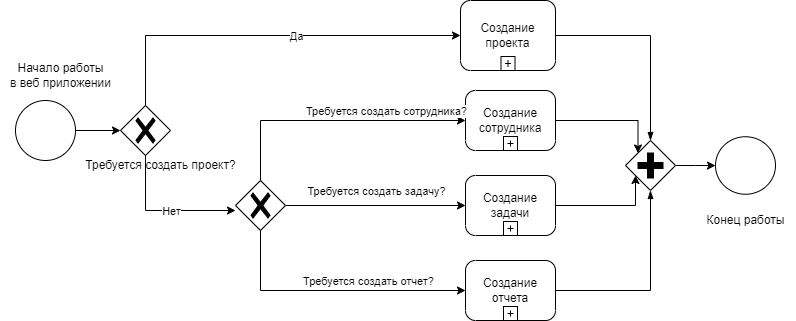 Создание
проекта
Да
Начало работы
в веб приложении
Требуется создать проект?
Требуется создать сотрудника?
Создание
сотрудника
Требуется создать задачу?
Создание
задачи
Нет
Конец работы
Требуется создать отчет?
Создание
отчета